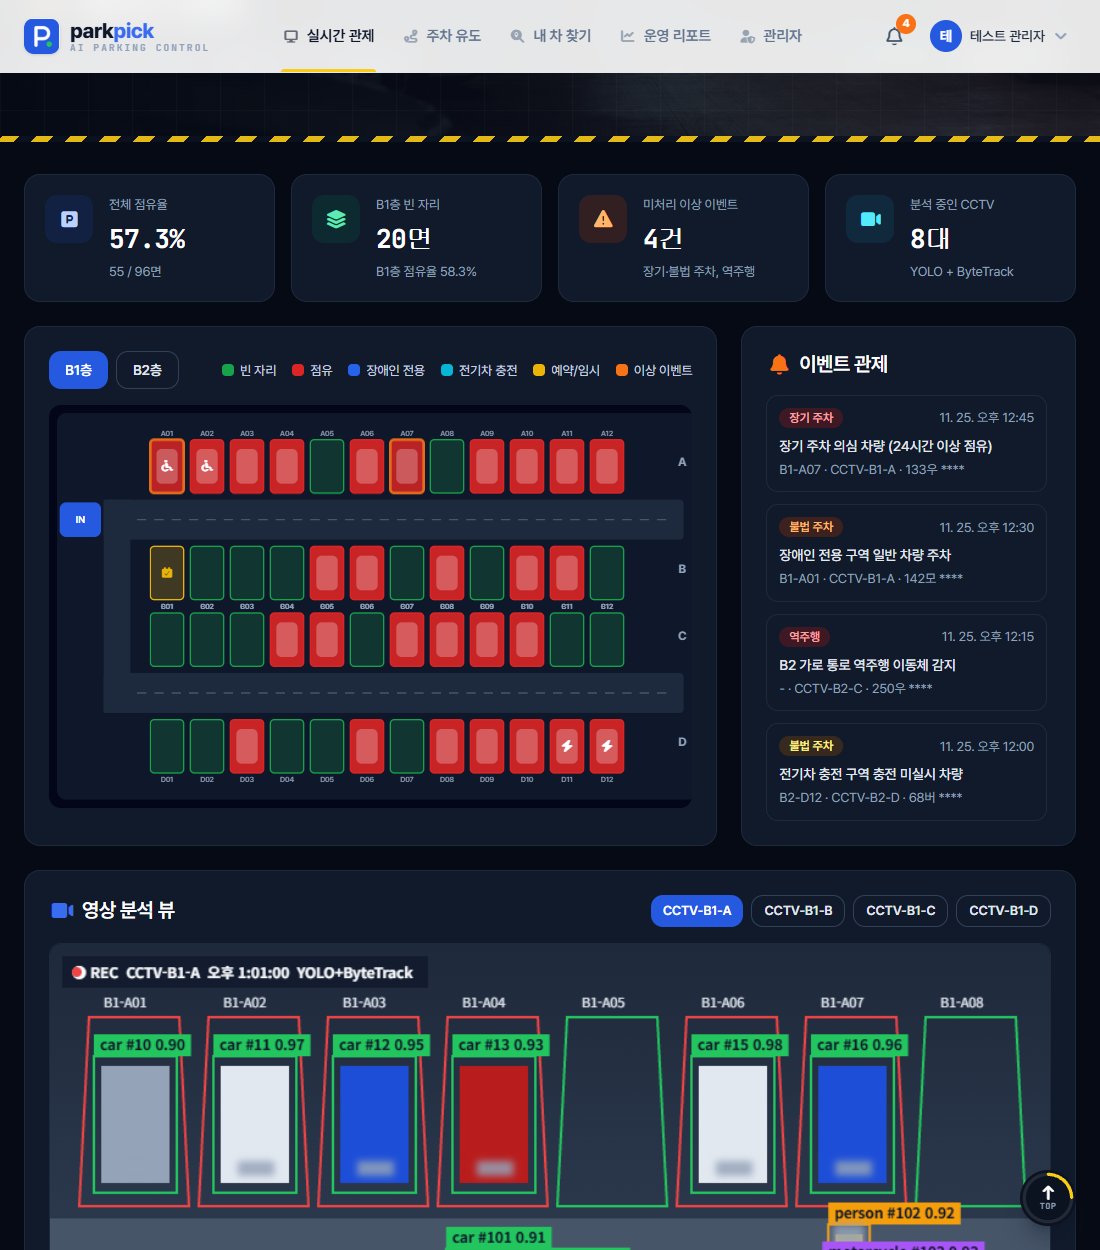 parkpick
AI PARKING CONTROL
실시간 관제
주차 유도
내 차 찾기
운영 리포트
관리자
4
테
테스트 관리자
전체 점유율
57.3%
55 / 96면
B1층 빈 자리
20면
B1층 점유율 58.3%
미처리 이상 이벤트
4건
장기·불법 주차, 역주행
분석 중인 CCTV
8대
YOLO + ByteTrack
B1층
B2층
빈 자리
점유
장애인 전용
전기차 충전
예약/임시
이상 이벤트
A01 A02 A03 A04 A05 A06 A07 A08 A09 A10 A11 A12
A
IN
B
B01 B02 B03 B04 B05 B06 B07 B08 B09 B10 B11 B12
C
D
D01 D02 D03 D04 D05 D06 D07 D08 D09 D10 D11 D12
이벤트 관제
장기 주차
11. 25. 오후 12:45
장기 주차 의심 차량 (24시간 이상 점유)
B1-A07 · CCTV-B1-A · 133우 ****
불법 주차
11. 25. 오후 12:30
장애인 전용 구역 일반 차량 주차
B1-A01 · CCTV-B1-A · 142모 ****
역주행
11. 25. 오후 12:15
B2 가로 통로 역주행 이동체 감지
- · CCTV-B2-C · 250우 ****
불법 주차
11. 25. 오후 12:00
전기차 충전 구역 충전 미실시 차량
B2-D12 · CCTV-B2-D · 68버 ****
영상 분석 뷰
CCTV-B1-A
CCTV-B1-B
CCTV-B1-C
CCTV-B1-D
REC CCTV-B1-A 오후 1:01:00 YOLO+ByteTrack
B1-A01 B1-A02 B1-A03 B1-A04 B1-A05 B1-A06 B1-A07 B1-A08
car #10 0.90
car #11 0.97
car #12 0.95
car #13 0.93
car #15 0.98
car #16 0.96
TOP
person #102 0.92
car #101 0.91